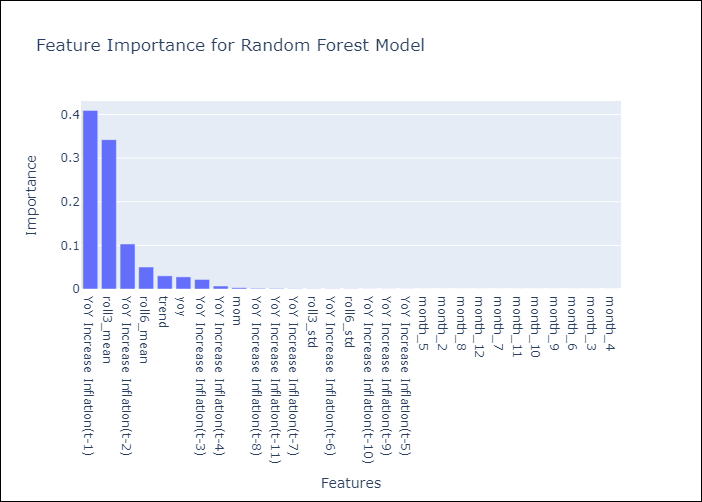 Feature Importance for Random Forest Model
Importance
0.4
0.3
0.2
0.1
0
YoY Increase Inflation(t-1)
roll3_mean
YoY Increase Inflation(t-2)
roll6_mean
trend
yoy
YoY Increase Inflation(t-3)
YoY Increase Inflation(t-4)
mom
YoY Increase Inflation(t-8)
YoY Increase Inflation(t-11)
YoY Increase Inflation(t-7)
roll3_std
YoY Increase Inflation(t-6)
roll6_std
YoY Increase Inflation(t-10)
YoY Increase Inflation(t-9)
YoY Increase Inflation(t-5)
month_5
month_2
month_8
month_12
month_7
month_11
month_10
month_9
month_6
month_3
month_4
Features